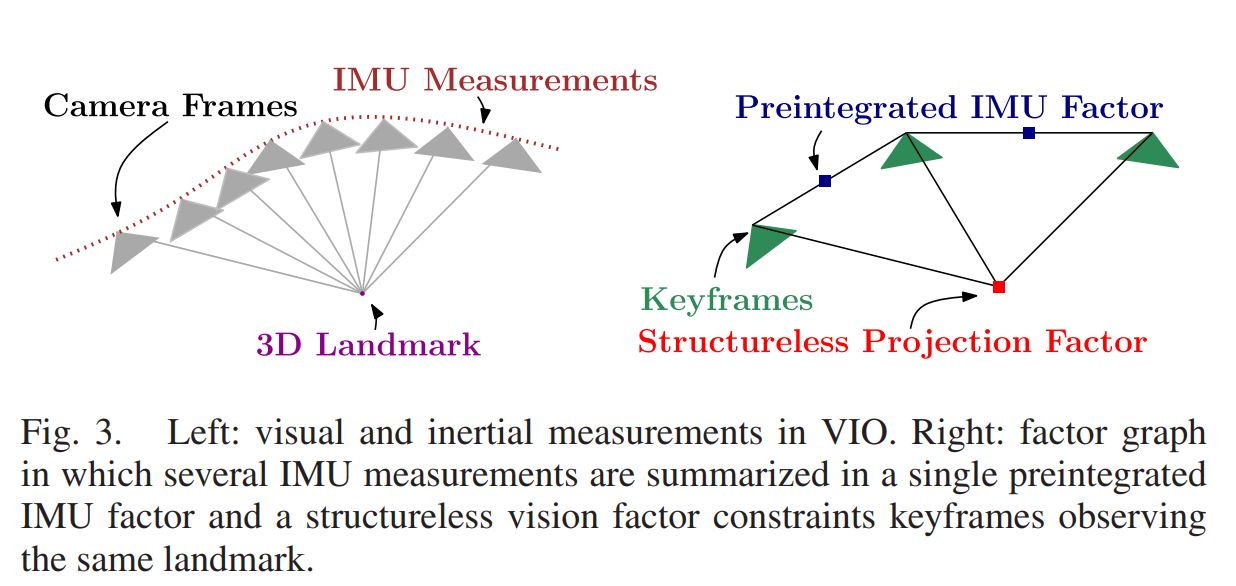 IMU Measurements
Camera Frames
Preintegrated IMU Factor
Keyframes
3D Landmark
Structureless Projection Factor
Fig. 3. Left: visual and inertial measurements in VIO. Right: factor graph
in which several IMU measurements are summarized in a single preintegrated
IMU factor and a structureless vision factor constraints keyframes observing
the same landmark.